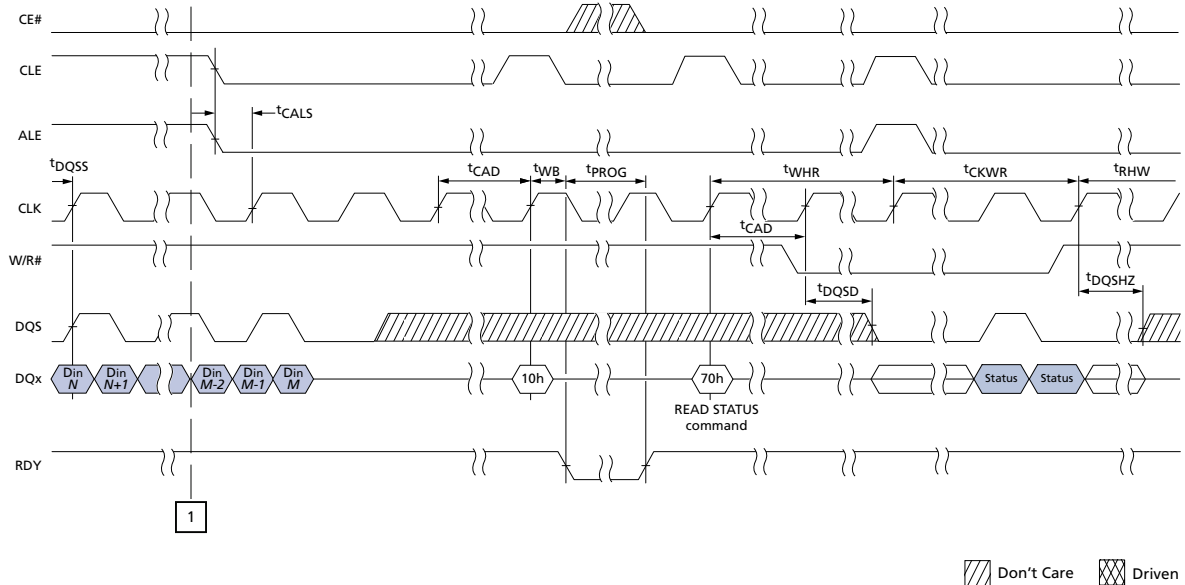 CE#
CLE
tCALS
ALE
tDQSS
tCAD
tWB
tPROG
tWHR
tCKWR
tRHW
CLK
tCAD
W/R#
tDQSD
tDQSHZ
DQS
DQx
Din N
Din N+1
Din M-2
Din M-1
Din M
10h
70h
Status
Status
READ STATUS
command
RDY
1
Don't Care
Driven